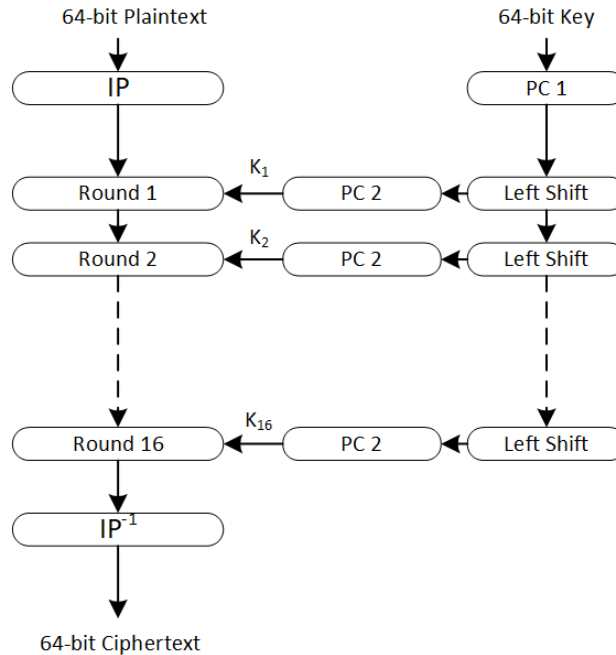 64-bit Plaintext 64-bit Key
IP PC 1
K₁
Round 1 PC 2 Left Shift
K₂
Round 2 PC 2 Left Shift
K₁₆
Round 16 PC 2 Left Shift
IP⁻¹
64-bit Ciphertext